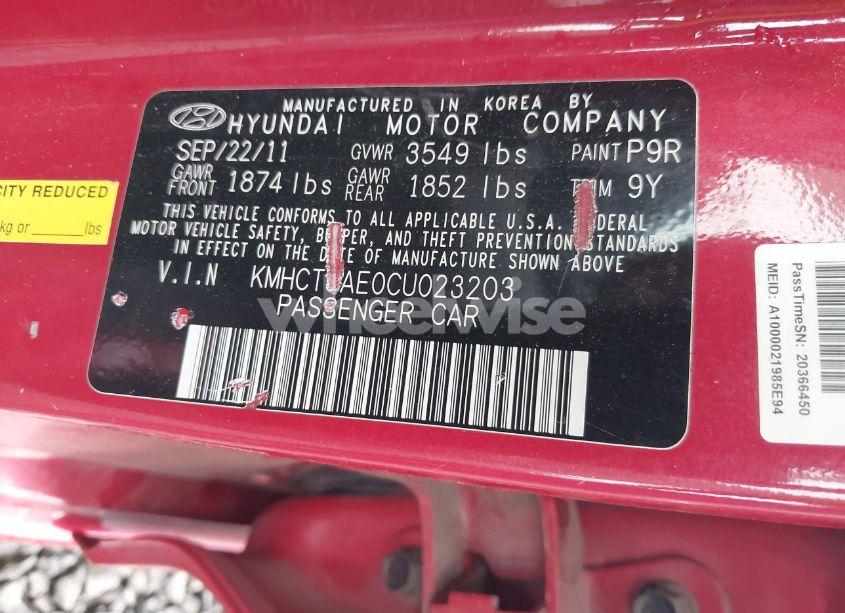 MANUFACTURED IN KOREA BY
HYUNDAI MOTOR COMPANY
SEP/22/11 GVWR 3549 lbs PAINT P9R
GAWR FRONT 1874 lbs GAWR REAR 1852 lbs 9Y
THIS VEHICLE CONFORMS TO ALL APPLICABLE U.S.A.
MOTOR VEHICLE SAFETY, AND THEFT PREVENTION STANDARDS
IN EFFECT ON THE DATE OF MANUFACTURE SHOWN ABOVE
V.I.N
PASSENGER CAR
wheelwise
CITY REDUCED
kg or ______ lbs
PassTimeSN: 20366450
MEID: A1000021985E94